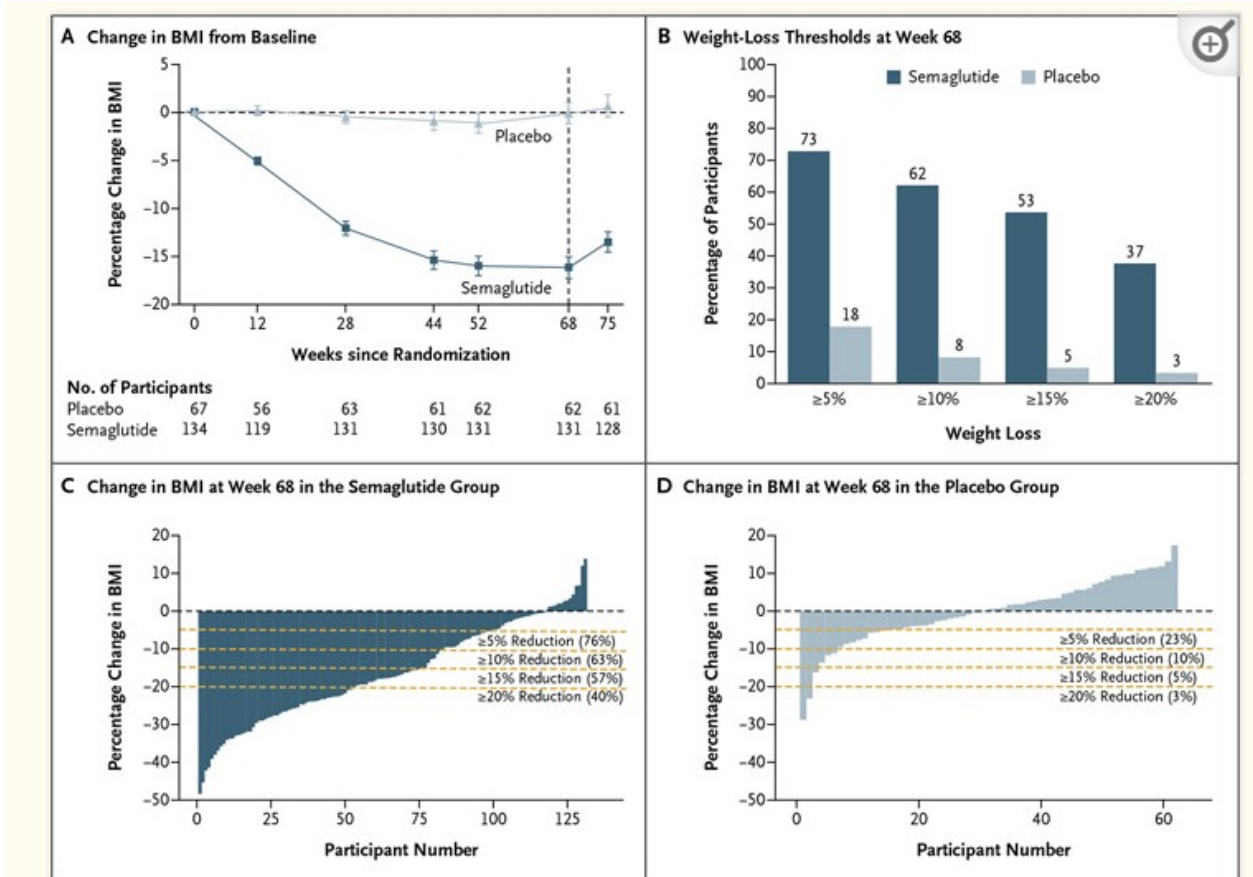 A Change in BMI from Baseline
Percentage Change in BMI
5
0
−5
−10
−15
−20
Placebo
Semaglutide
0 12 28 44 52 68 75
Weeks since Randomization
No. of Participants
Placebo 67 56 63 61 62 62 61
Semaglutide 134 119 131 130 131 131 128
B Weight-Loss Thresholds at Week 68
Semaglutide Placebo
Percentage of Participants
100
90
80
70
60
50
40
30
20
10
0
73 18 62 8 53 5 37 3
≥5% ≥10% ≥15% ≥20%
Weight Loss
C Change in BMI at Week 68 in the Semaglutide Group
Percentage Change in BMI
20
10
0
−10
−20
−30
−40
−50
≥5% Reduction (76%)
≥10% Reduction (63%)
≥15% Reduction (57%)
≥20% Reduction (40%)
0 25 50 75 100 125
Participant Number
D Change in BMI at Week 68 in the Placebo Group
Percentage Change in BMI
20
10
0
−10
−20
−30
−40
−50
≥5% Reduction (23%)
≥10% Reduction (10%)
≥15% Reduction (5%)
≥20% Reduction (3%)
0 20 40 60
Participant Number